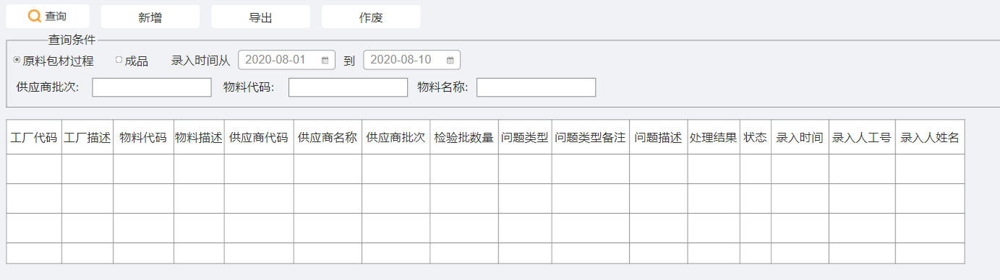 查询 新增 导出 作废
查询条件
原料包材过程 成品 录入时间从 2020-08-01 到 2020-08-10
供应商批次: 物料代码: 物料名称:
工厂代码 工厂描述 物料代码 物料描述 供应商代码 供应商名称 供应商批次 检验批数量 问题类型 问题类型备注 问题描述 处理结果 状态 录入时间 录入人工号 录入人姓名